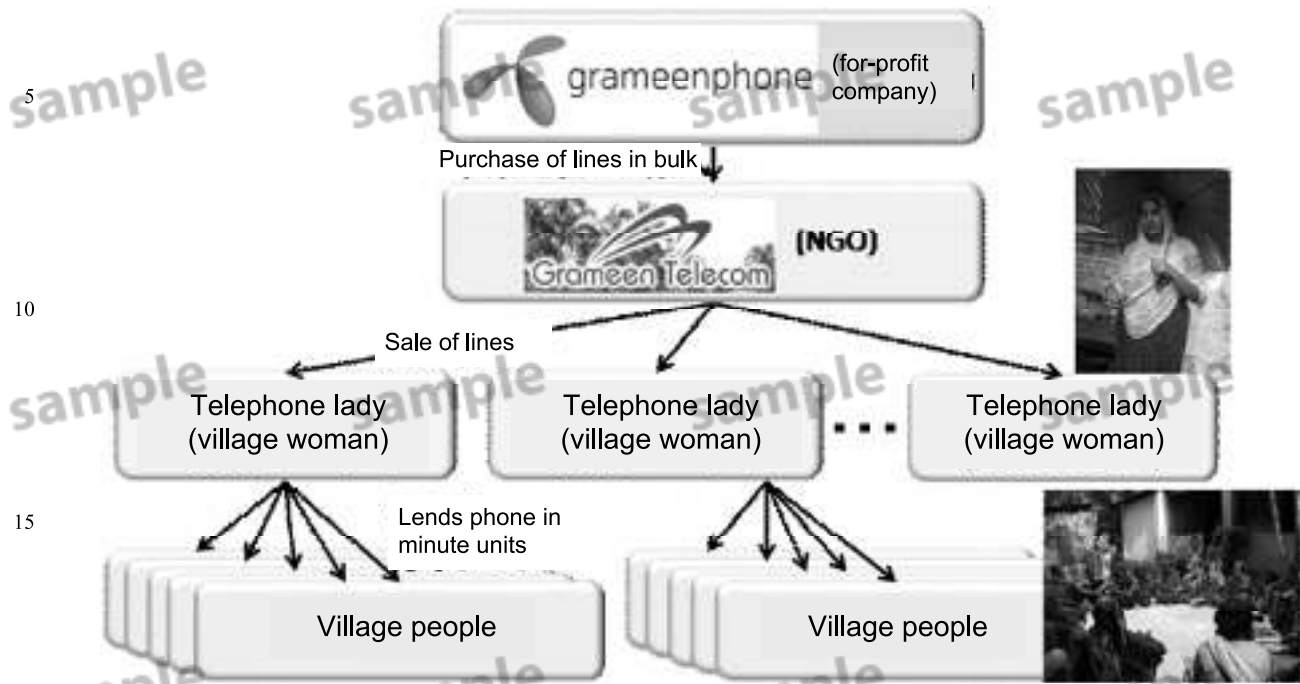 sample sample sample sample
5
grameenphone
(for-profit
company)
Purchase of lines in bulk
Grameen Telecom
(NGO)
10
Sale of lines
sample sample sample sample
Telephone lady
(village woman)
Telephone lady
(village woman)
Telephone lady
(village woman)
15
Lends phone in
minute units
Village people
Village people